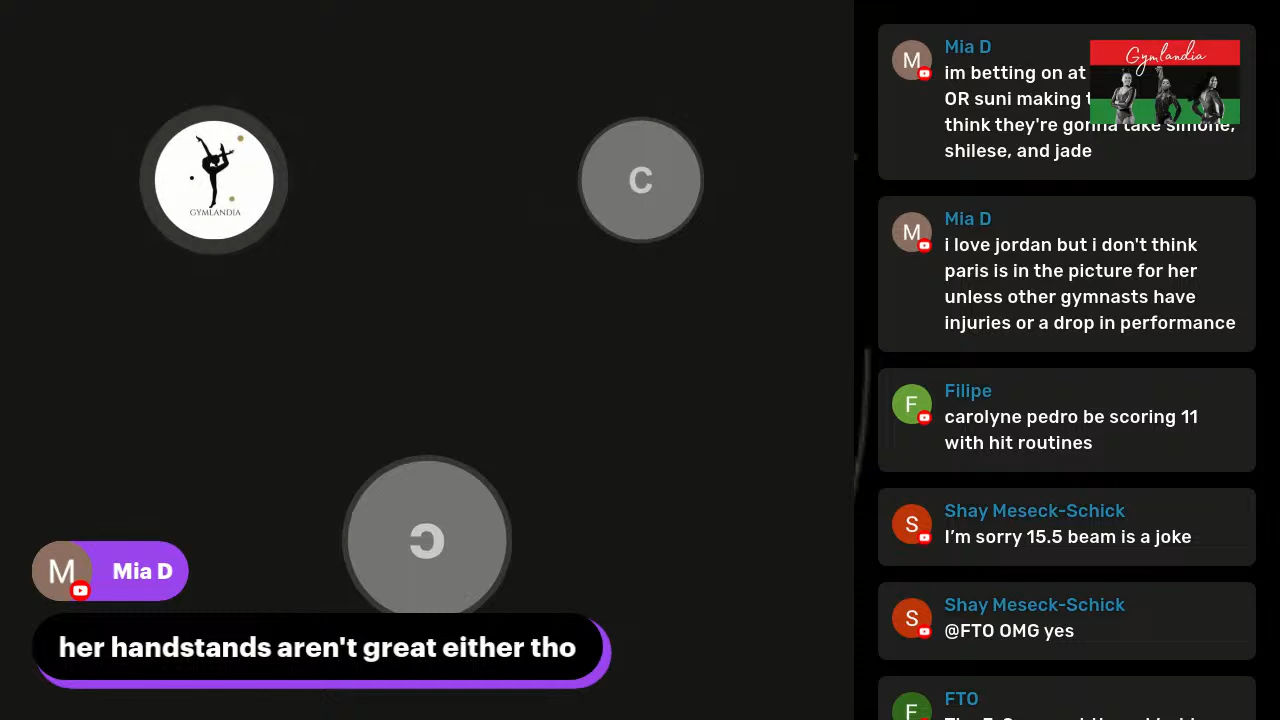 GYMLANDIA
C
C
M
Mia D
her handstands aren't great either tho
Gymlandia
M
Mia D
im betting on at
OR suni making
think they're gonna take simone,
shilese, and jade
M
Mia D
i love jordan but i don't think
paris is in the picture for her
unless other gymnasts have
injuries or a drop in performance
F
Filipe
carolyne pedro be scoring 11
with hit routines
S
Shay Meseck-Schick
I'm sorry 15.5 beam is a joke
S
Shay Meseck-Schick
@FTO OMG yes
F
FTO